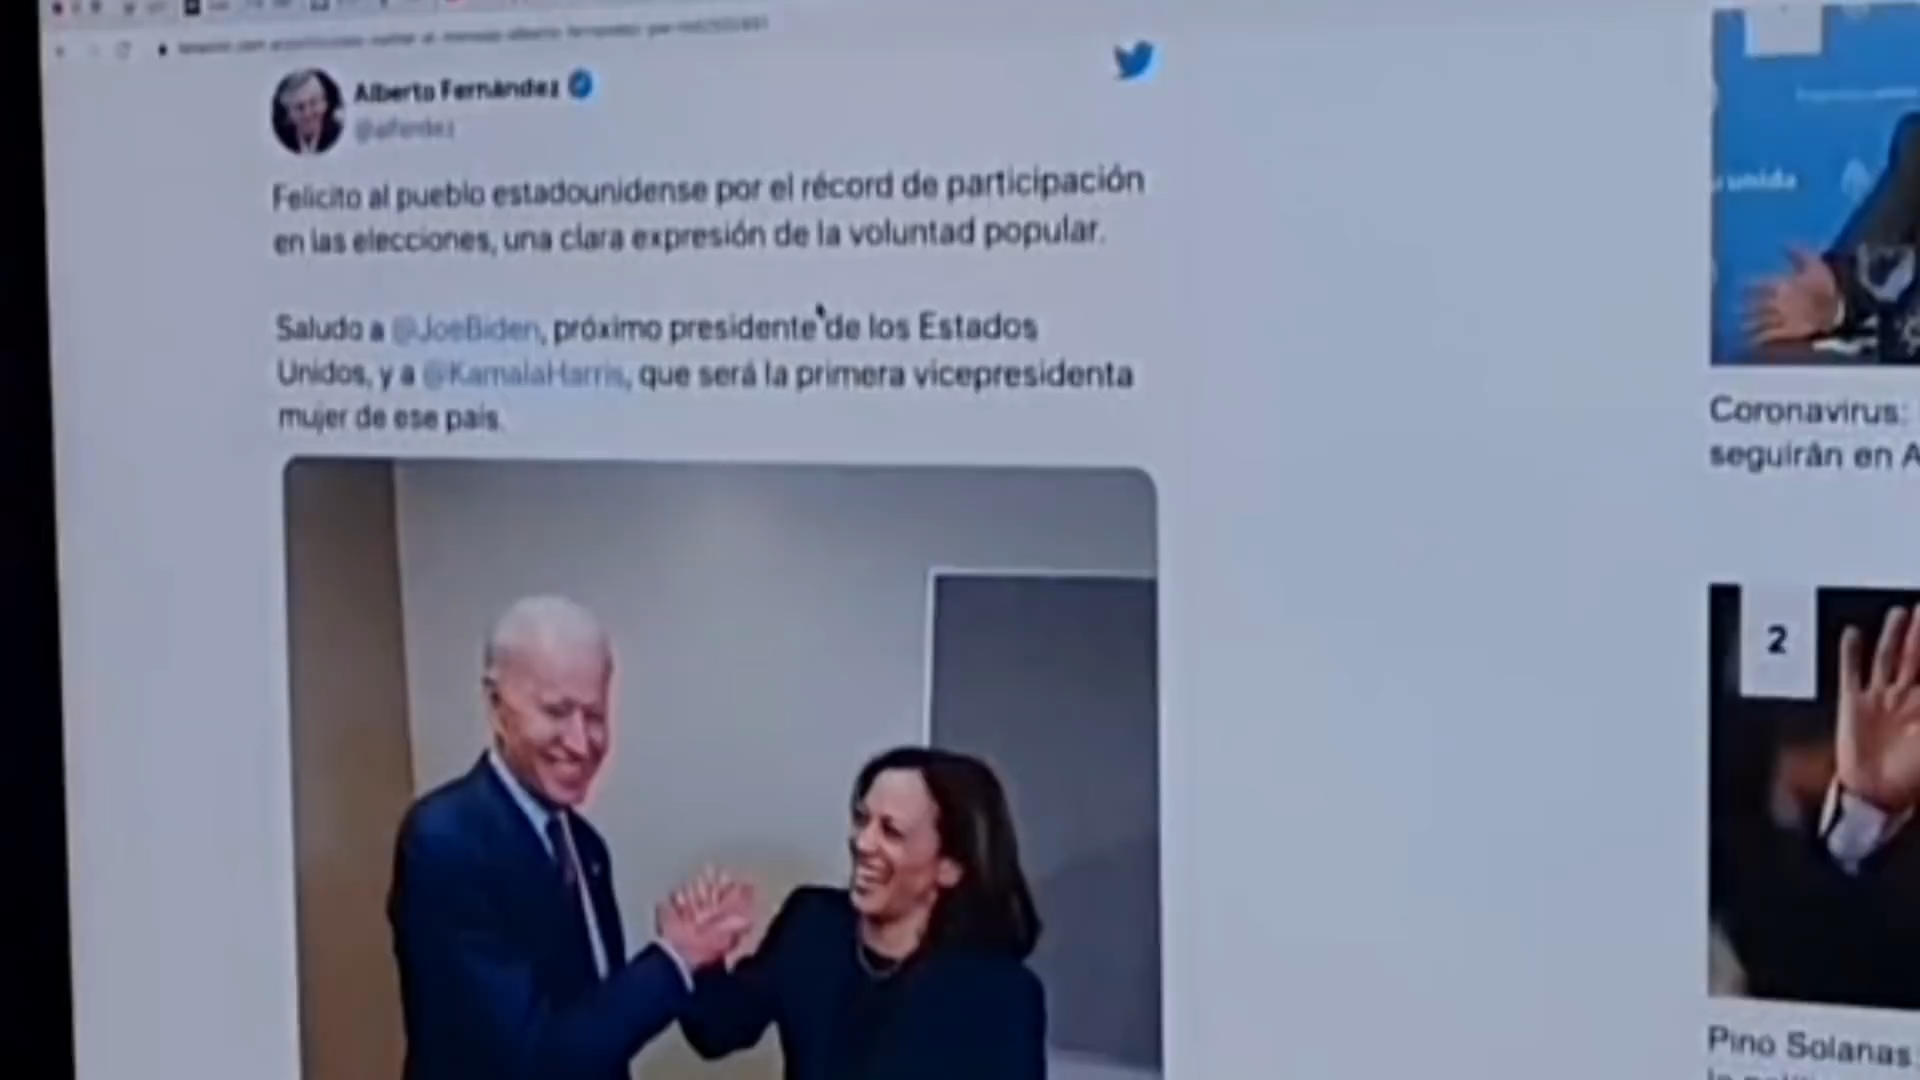 Alberto Fernández
@alferdez
Felicito al pueblo estadounidense por el récord de participación
en las elecciones, una clara expresión de la voluntad popular.
Saludo a @JoeBiden, próximo presidente de los Estados
Unidos, y a @KamalaHarris, que será la primera vicepresidenta
mujer de ese país.
unida
Coronavirus:
seguirán en A
2
Pino Solanas